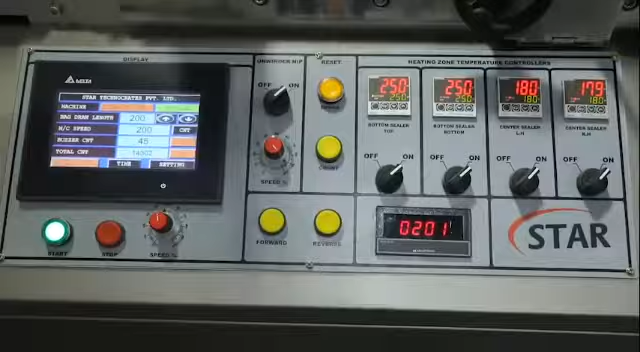 DISPLAY
DELTA
STAR TECHNOCRATES PVT. LTD.
MACHINE
BAG DRAW LENGTH 200
M/C SPEED 200 CNT
BUZZER CNT 45
TOTAL CNT 14502
TIME SETTING
START
STOP
SPEED %
UNWINDER M/P
OFF ON
SPEED %
FORWARD
RESET
REVERSE
HEATING ZONE TEMPERATURE CONTROLLERS
250 250 180 179
250 250 180 180
BOTTOM SEALER TOP
BOTTOM SEALER BOTTOM
CENTER SEALER L.H
CENTER SEALER R.H
OFF ON OFF ON OFF ON OFF ON
0201
STAR